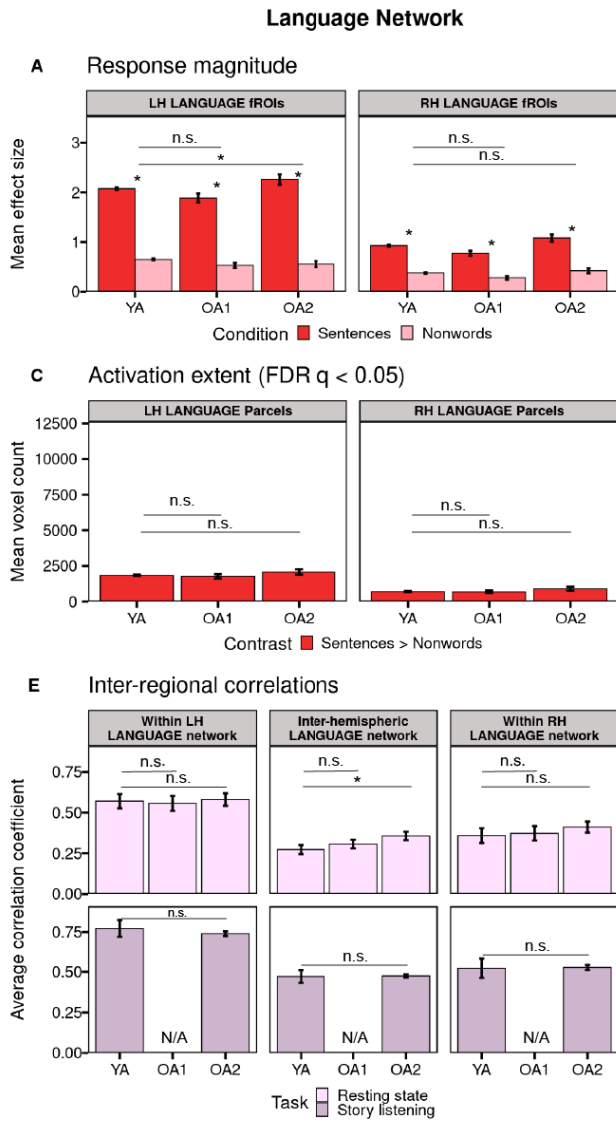 Language Network
A Response magnitude
LH LANGUAGE fROIs RH LANGUAGE fROIs
Mean effect size
3
2
1
0
n.s.
*
* * *
n.s.
n.s.
* * *
YA OA1 OA2 YA OA1 OA2
Condition Sentences Nonwords
C Activation extent (FDR q < 0.05)
LH LANGUAGE Parcels RH LANGUAGE Parcels
Mean voxel count
12500
10000
7500
5000
2500
0
n.s.
n.s.
n.s.
n.s.
YA OA1 OA2 YA OA1 OA2
Contrast Sentences > Nonwords
E Inter-regional correlations
Within LH LANGUAGE network
Inter-hemispheric LANGUAGE network
Within RH LANGUAGE network
Average correlation coefficient
0.75
0.50
0.25
0.00
n.s.
n.s.
n.s.
*
n.s.
n.s.
0.75
0.50
0.25
0.00
n.s.
n.s.
n.s.
N/A N/A N/A
YA OA1 OA2 YA OA1 OA2 YA OA1 OA2
Task Resting state
Story listening